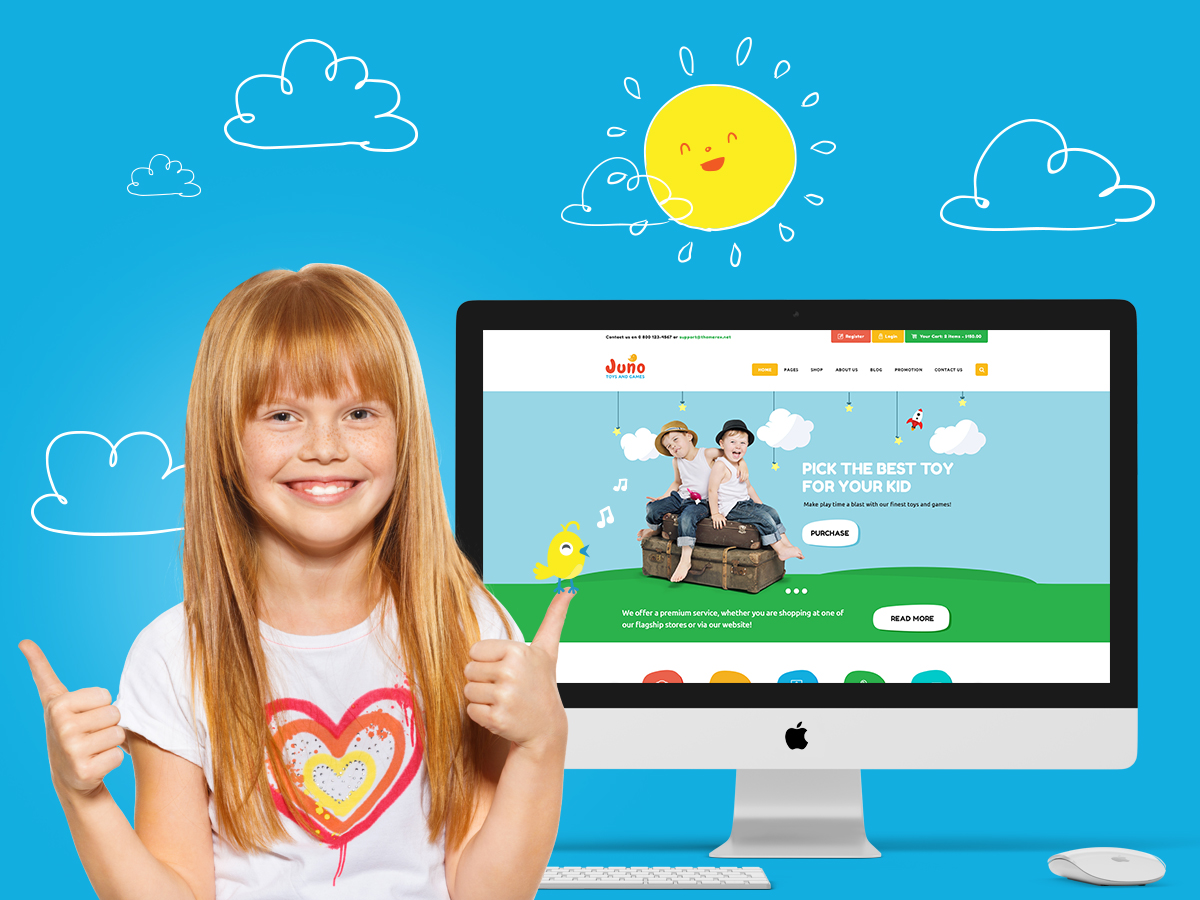 Contact us on 0 800 123-4567 or support@themerex.net
Register
Login
Your Cart: 0 items - $100.00
Juno
TOYS AND GAMES
HOME
PAGES
SHOP
ABOUT US
BLOG
PROMOTION
CONTACT US
PICK THE BEST TOY
FOR YOUR KID
Make play time a blast with our finest toys and games!
PURCHASE
We offer a premium service, whether you are shopping at one of
our flagship stores or via our website!
READ MORE